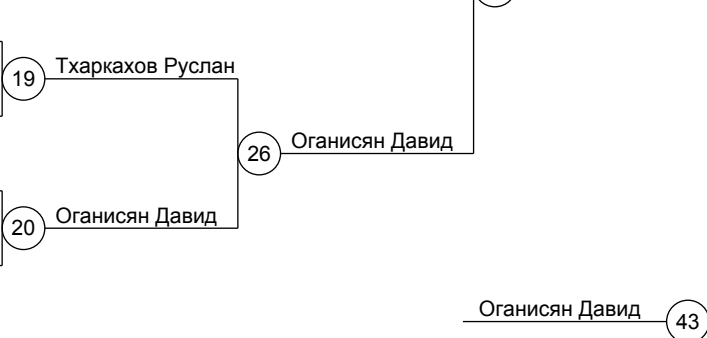 19 Тхаркахов Руслан
26 Оганисян Давид
20 Оганисян Давид
Оганисян Давид 43